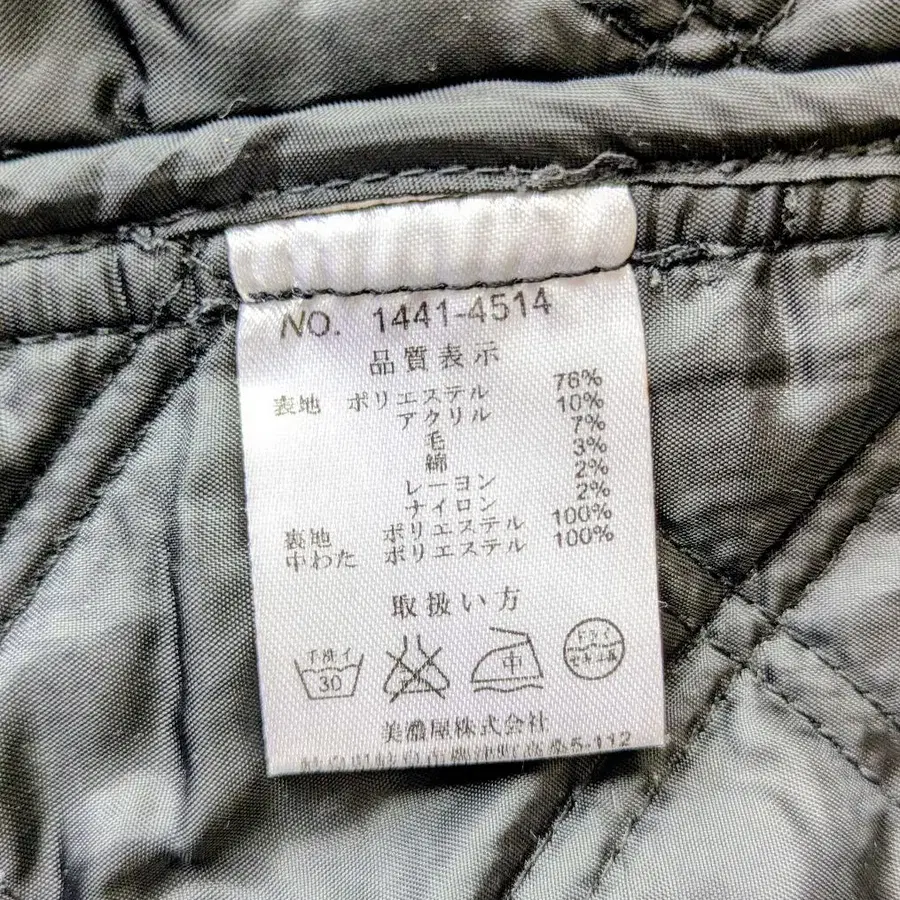 NO. 1441-4514
品質表示
表地 ポリエステル 76%
アクリル 10%
毛 7%
綿 3%
レーヨン 2%
ナイロン 2%
裏地 ポリエステル 100%
中わた ポリエステル 100%
取扱い方
手洗イ
30
中
ドライ
セキユ系
美濃屋株式会社
5-112